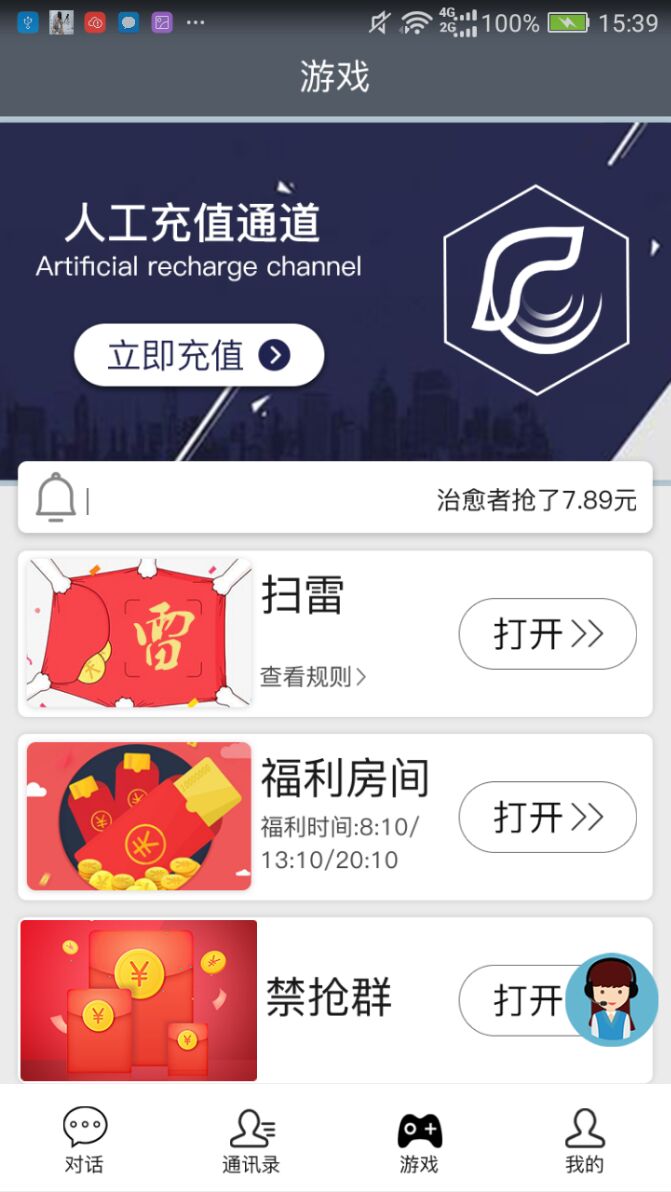 4G
2G
100%
15:39
游戏
人工充值通道
Artificial recharge channel
立即充值
治愈者抢了7.89元
雷
扫雷
查看规则
打开
福利房间
福利时间:8:10/
13:10/20:10
打开
禁抢群
打开
对话
通讯录
游戏
我的